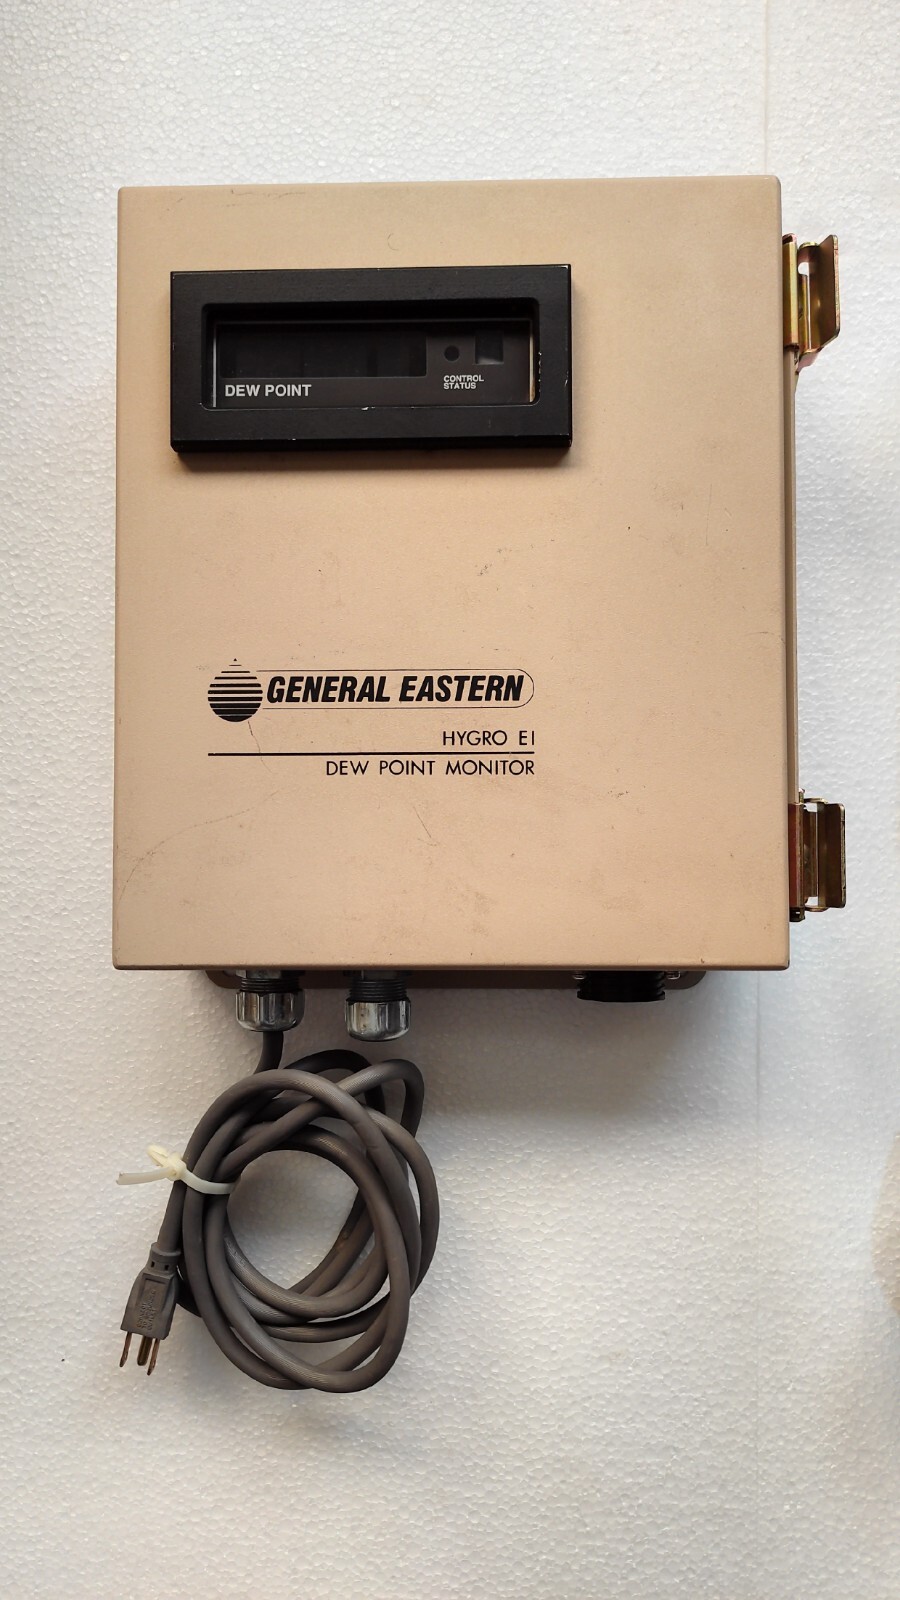 DEW POINT
CONTROL
STATUS
GENERAL EASTERN
HYGRO E1
DEW POINT MONITOR